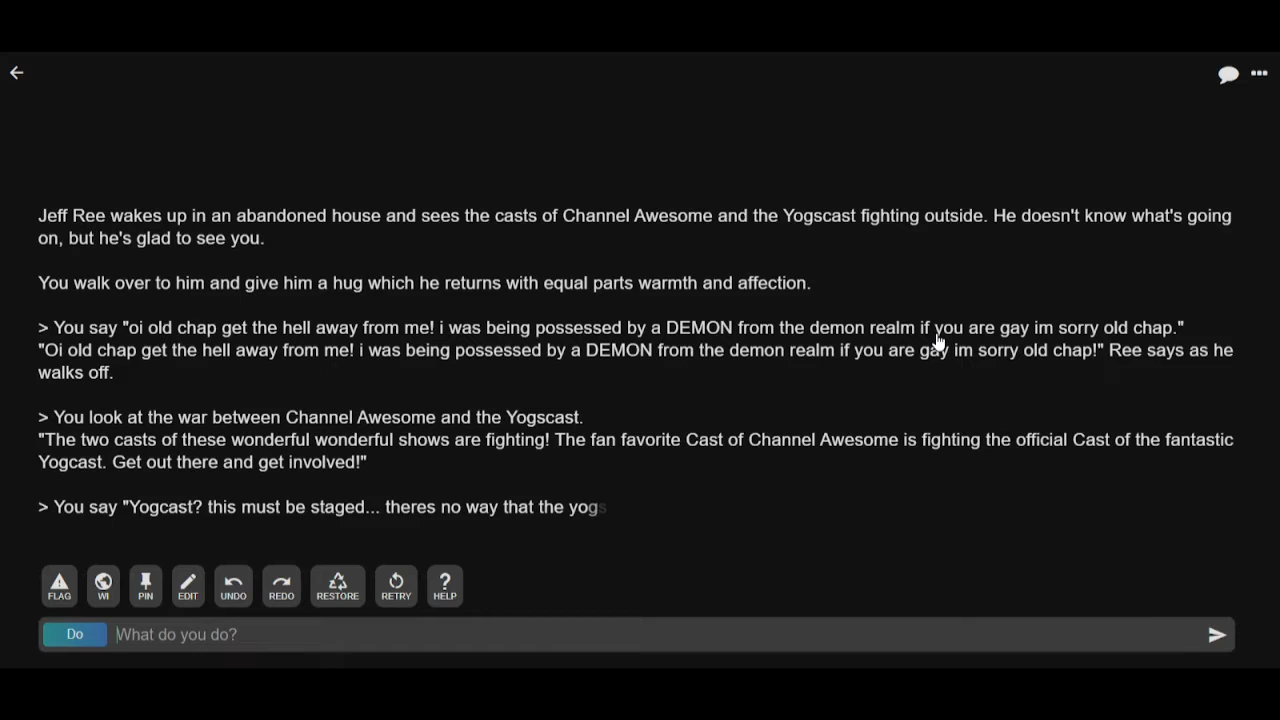 Jeff Ree wakes up in an abandoned house and sees the casts of Channel Awesome and the Yogscast fighting outside. He doesn't know what's going
on, but he's glad to see you.
You walk over to him and give him a hug which he returns with equal parts warmth and affection.
> You say "oi old chap get the hell away from me! i was being possessed by a DEMON from the demon realm if you are gay im sorry old chap."
"Oi old chap get the hell away from me! i was being possessed by a DEMON from the demon realm if you are gay im sorry old chap!" Ree says as he
walks off.
> You look at the war between Channel Awesome and the Yogscast.
"The two casts of these wonderful wonderful shows are fighting! The fan favorite Cast of Channel Awesome is fighting the official Cast of the fantastic
Yogcast. Get out there and get involved!"
> You say "Yogcast? this must be staged... theres no way that the yogs
FLAG WI PIN EDIT UNDO REDO RESTORE RETRY HELP
Do What do you do?